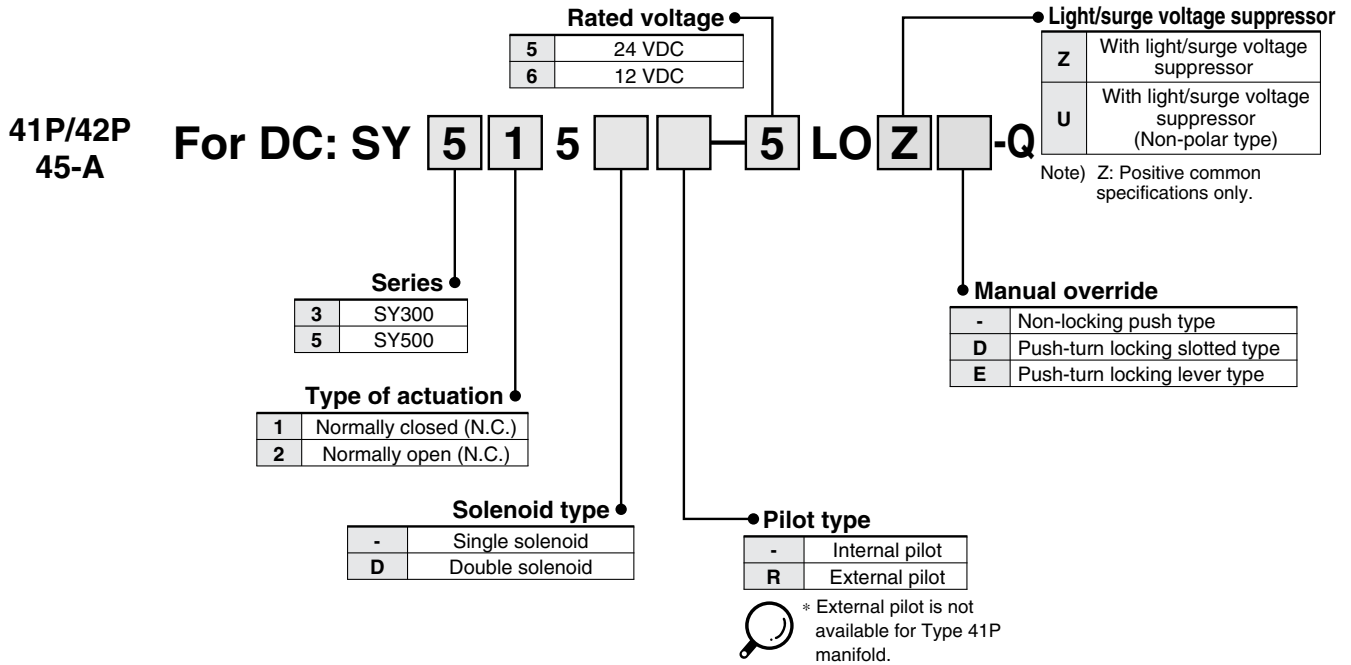 Rated voltage
5 24 VDC
6 12 VDC
Light/surge voltage suppressor
Z With light/surge voltage
suppressor
U With light/surge voltage
suppressor
(Non-polar type)
Note) Z: Positive common
specifications only.
41P/42P
45-A
For DC: SY 5 1 5 - 5 LO Z -Q
Series
3 SY300
5 SY500
Type of actuation
1 Normally closed (N.C.)
2 Normally open (N.C.)
Solenoid type
- Single solenoid
D Double solenoid
Pilot type
- Internal pilot
R External pilot
* External pilot is not
available for Type 41P
manifold.
Manual override
- Non-locking push type
D Push-turn locking slotted type
E Push-turn locking lever type